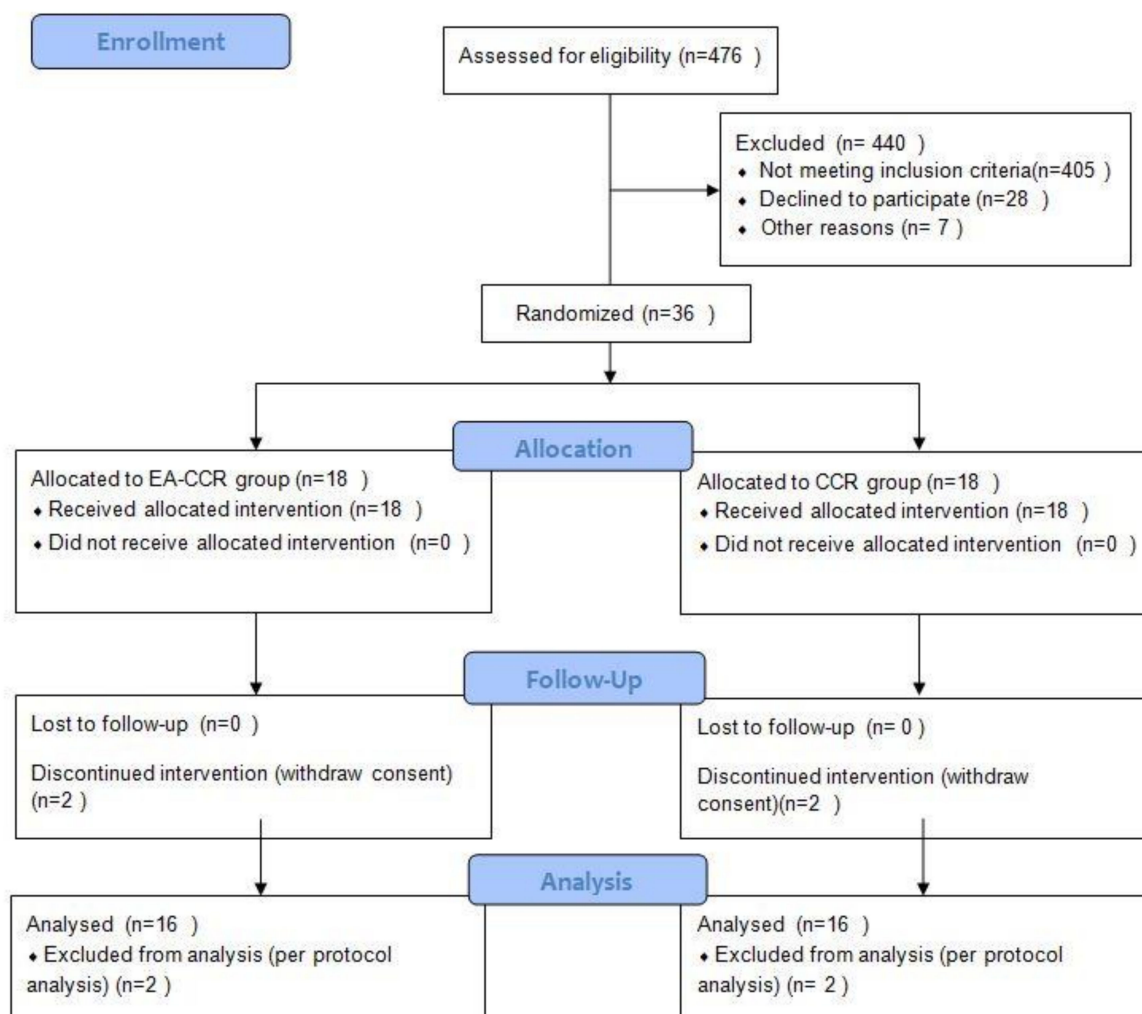 Enrollment
Assessed for eligibility (n=476 )
Excluded (n= 440 )
♦ Not meeting inclusion criteria(n=405 )
♦ Declined to participate (n=28 )
♦ Other reasons (n= 7 )
Randomized (n=36 )
Allocation
Allocated to EA-CCR group (n=18 )
♦ Received allocated intervention (n=18 )
♦ Did not receive allocated intervention (n=0 )
Allocated to CCR group (n=18 )
♦ Received allocated intervention (n=18 )
♦ Did not receive allocated intervention (n=0 )
Follow-Up
Lost to follow-up (n=0 )
Discontinued intervention (withdraw consent)
(n=2 )
Lost to follow-up (n= 0 )
Discontinued intervention (withdraw
consent)(n=2 )
Analysis
Analysed (n=16 )
♦ Excluded from analysis (per protocol
analysis) (n=2 )
Analysed (n=16 )
♦ Excluded from analysis (per protocol
analysis) (n= 2 )